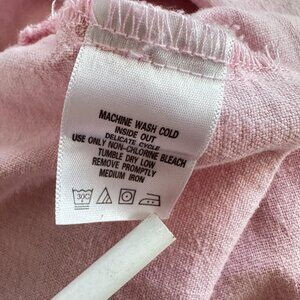 MACHINE WASH COLD
INSIDE OUT
DELICATE CYCLE
USE ONLY NON-CHLORINE BLEACH
TUMBLE DRY LOW
REMOVE PROMPTLY
MEDIUM IRON